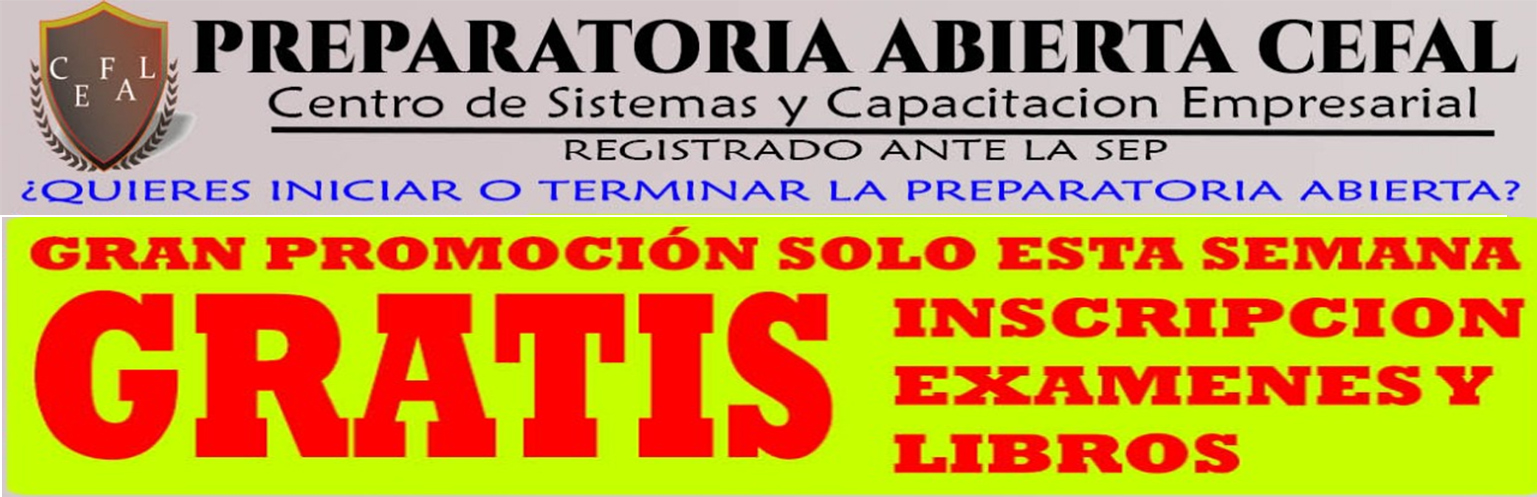 CEFAL
PREPARATORIA ABIERTA CEFAL
Centro de Sistemas y Capacitacion Empresarial
REGISTRADO ANTE LA SEP
¿QUIERES INICIAR O TERMINAR LA PREPARATORIA ABIERTA?
GRAN PROMOCIÓN SOLO ESTA SEMANA
GRATIS
INSCRIPCION
EXAMENES Y
LIBROS